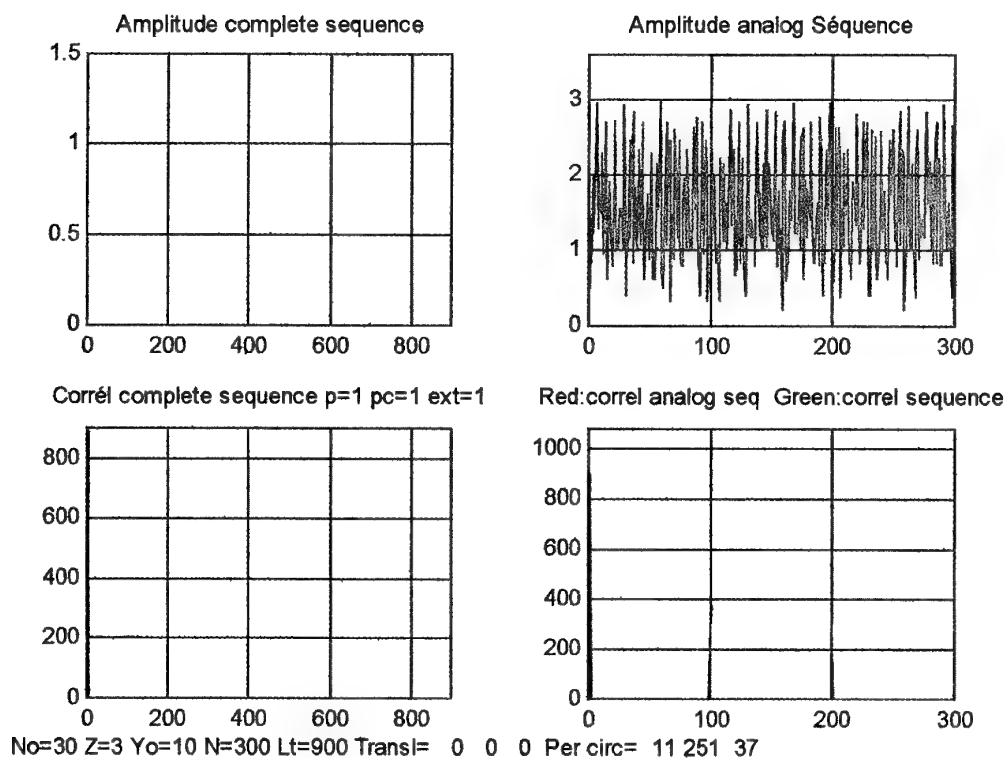 Amplitude complete sequence
1.5
1
0.5
0
0 200 400 600 800
Amplitude analog Séquence
3
2
1
0
0 100 200 300
Corrél complete sequence p=1 pc=1 ext=1
800
600
400
200
0
0 200 400 600 800
Red:correl analog seq Green:correl sequence
1000
800
600
400
200
0
0 100 200 300
No=30 Z=3 Yo=10 N=300 Lt=900 Transl= 0 0 0 Per circ= 11 251 37